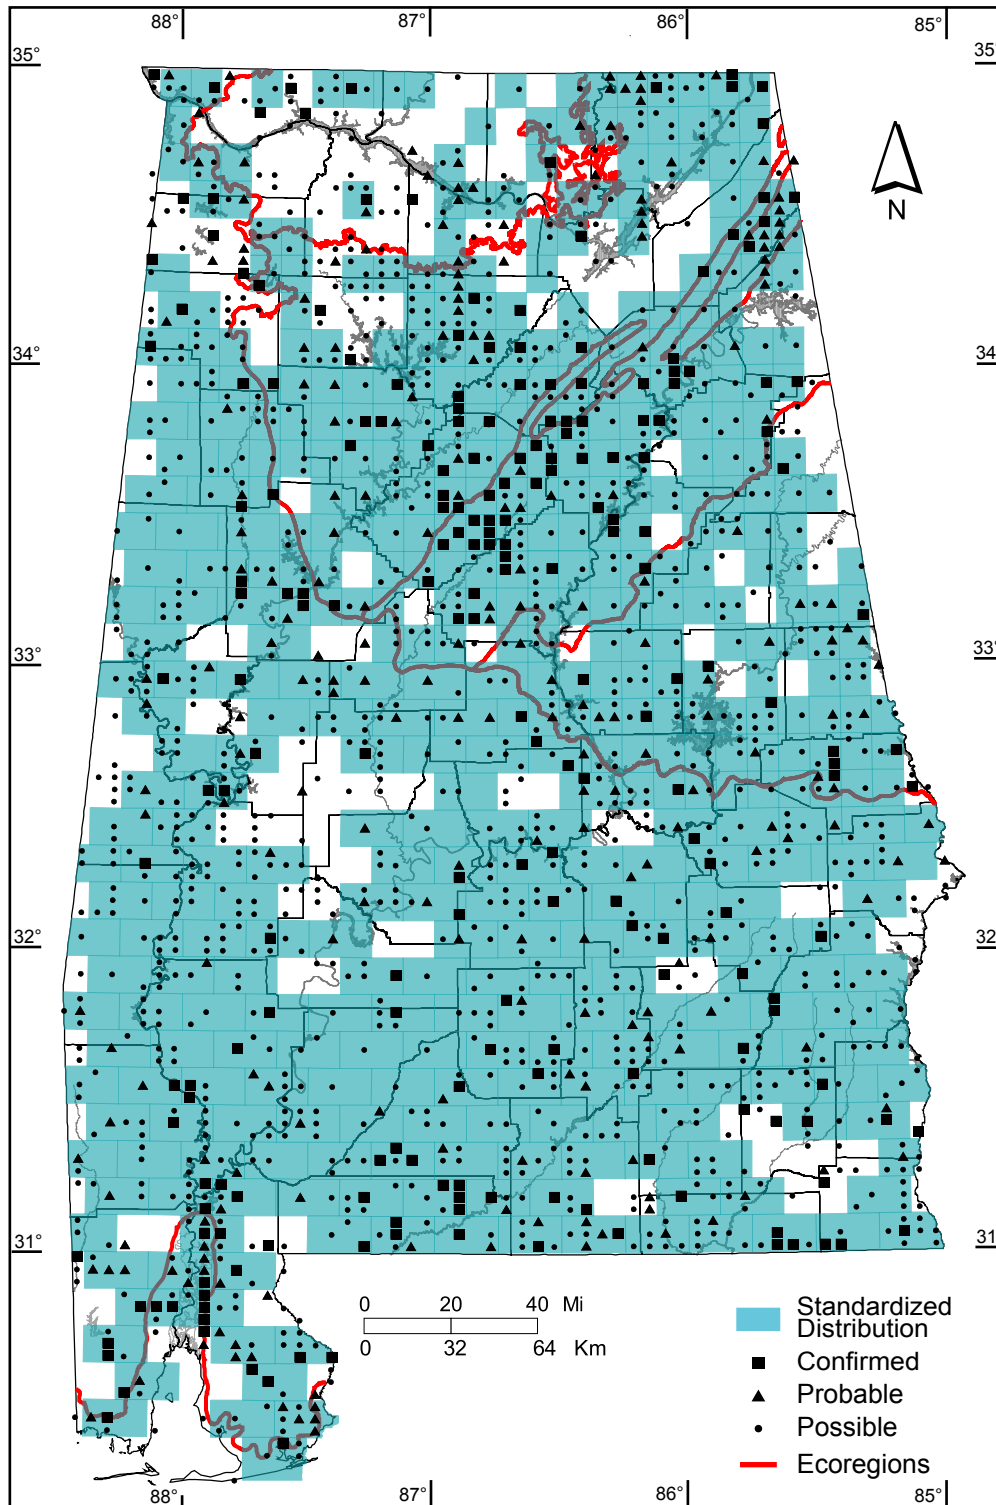 88° 87° 86° 85°
35° 35°
N
34° 34
33° 33°
32° 32
31° 31
0 20 40 Mi
0 32 64 Km
Standardized
Distribution
Confirmed
Probable
Possible
Ecoregions
88° 87° 86° 85°